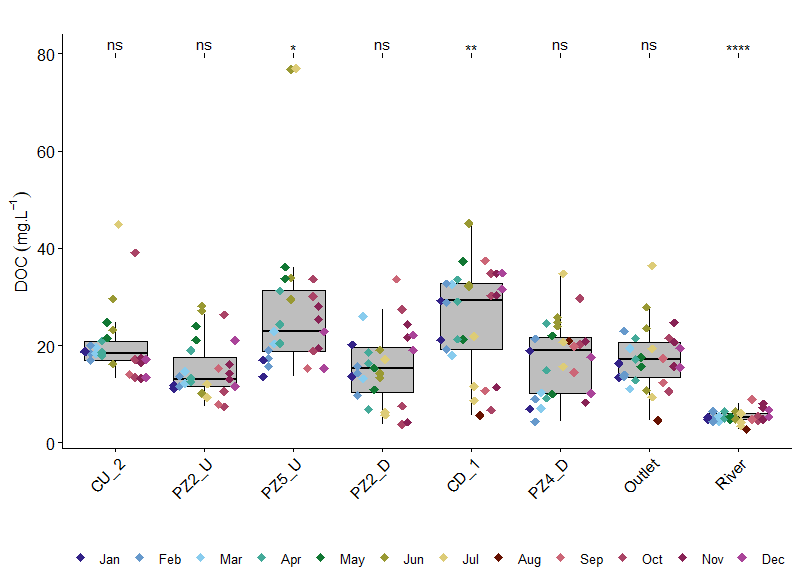 ns ns * ns ** ns ns ****
80
60
40
20
0
DOC (mg.L⁻¹)
CU_2 PZ2_U PZ5_U PZ2_D CD_1 PZ4_D Outlet River
Jan Feb Mar Apr May Jun Jul Aug Sep Oct Nov Dec